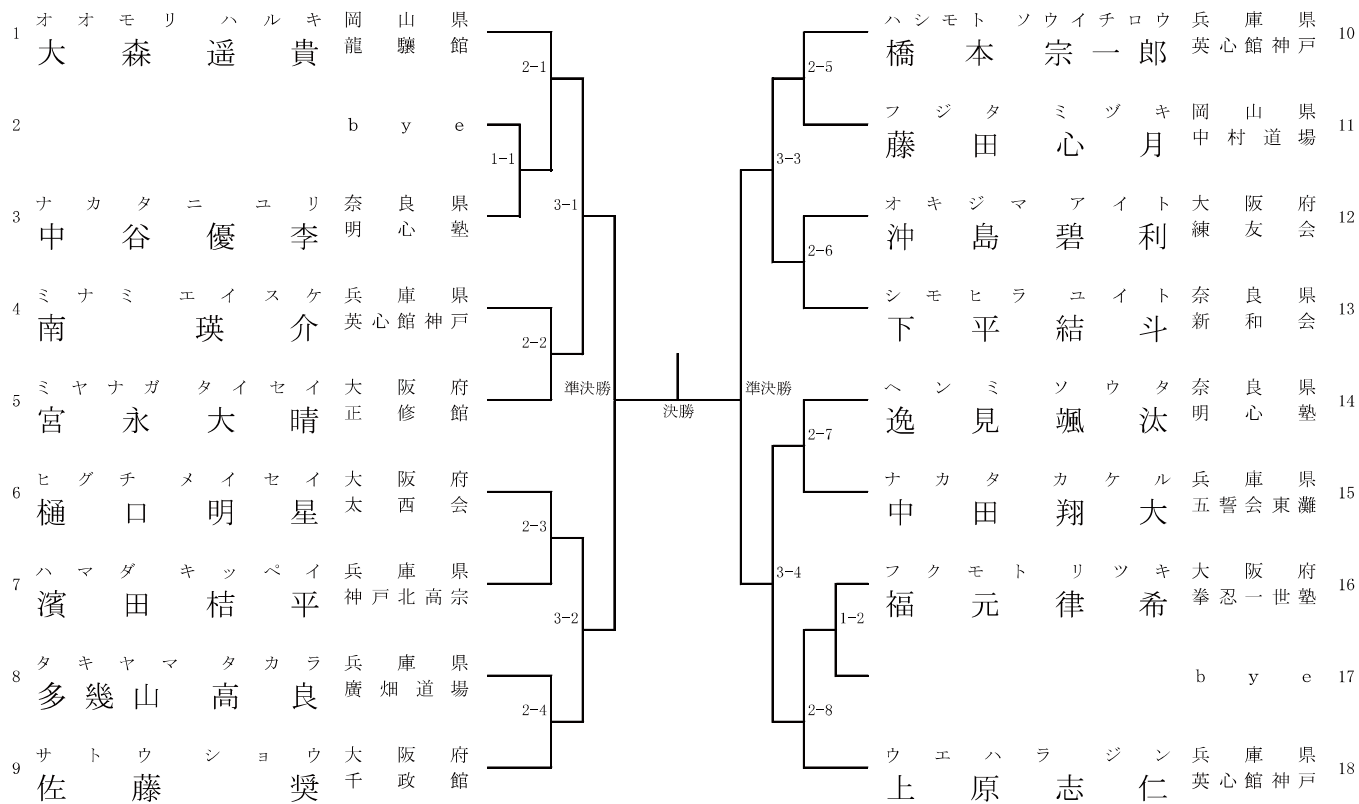 1 オオモリ ハルキ 岡山県
大森遥貴 龍驤館
2 bye
3 ナカタニ ユリ 奈良県
中谷優李 明心塾
4 ミナミ エイスケ 兵庫県
南 瑛介 英心館神戸
5 ミヤナガ タイセイ 大阪府
宮永大晴 正修館
6 ヒグチ メイセイ 大阪府
樋口明星 太西会
7 ハマダ キッペイ 兵庫県
濱田桔平 神戸北高宗
8 タキヤマ タカラ 兵庫県
多幾山高良 廣畑道場
9 サトウ ショウ 大阪府
佐藤 奨 千政館
2-1
1-1
3-1
2-2
準決勝
2-3
3-2
2-4
決勝
2-5
3-3
2-6
準決勝
2-7
3-4
1-2
2-8
ハシモト ソウイチロウ 兵庫県 10
橋本宗一郎 英心館神戸
フジタ ミヅキ 岡山県 11
藤田心月 中村道場
オキジマ アイト 大阪府 12
沖島碧利 練友会
シモヒラ ユイト 奈良県 13
下平結斗 新和会
ヘンミ ソウタ 奈良県 14
逸見颯汰 明心塾
ナカタ カケル 兵庫県 15
中田翔大 五誓会東灘
フクモト リツキ 大阪府 16
福元律希 拳忍一世塾
bye 17
ウエハラ ジン 兵庫県 18
上原志仁 英心館神戸